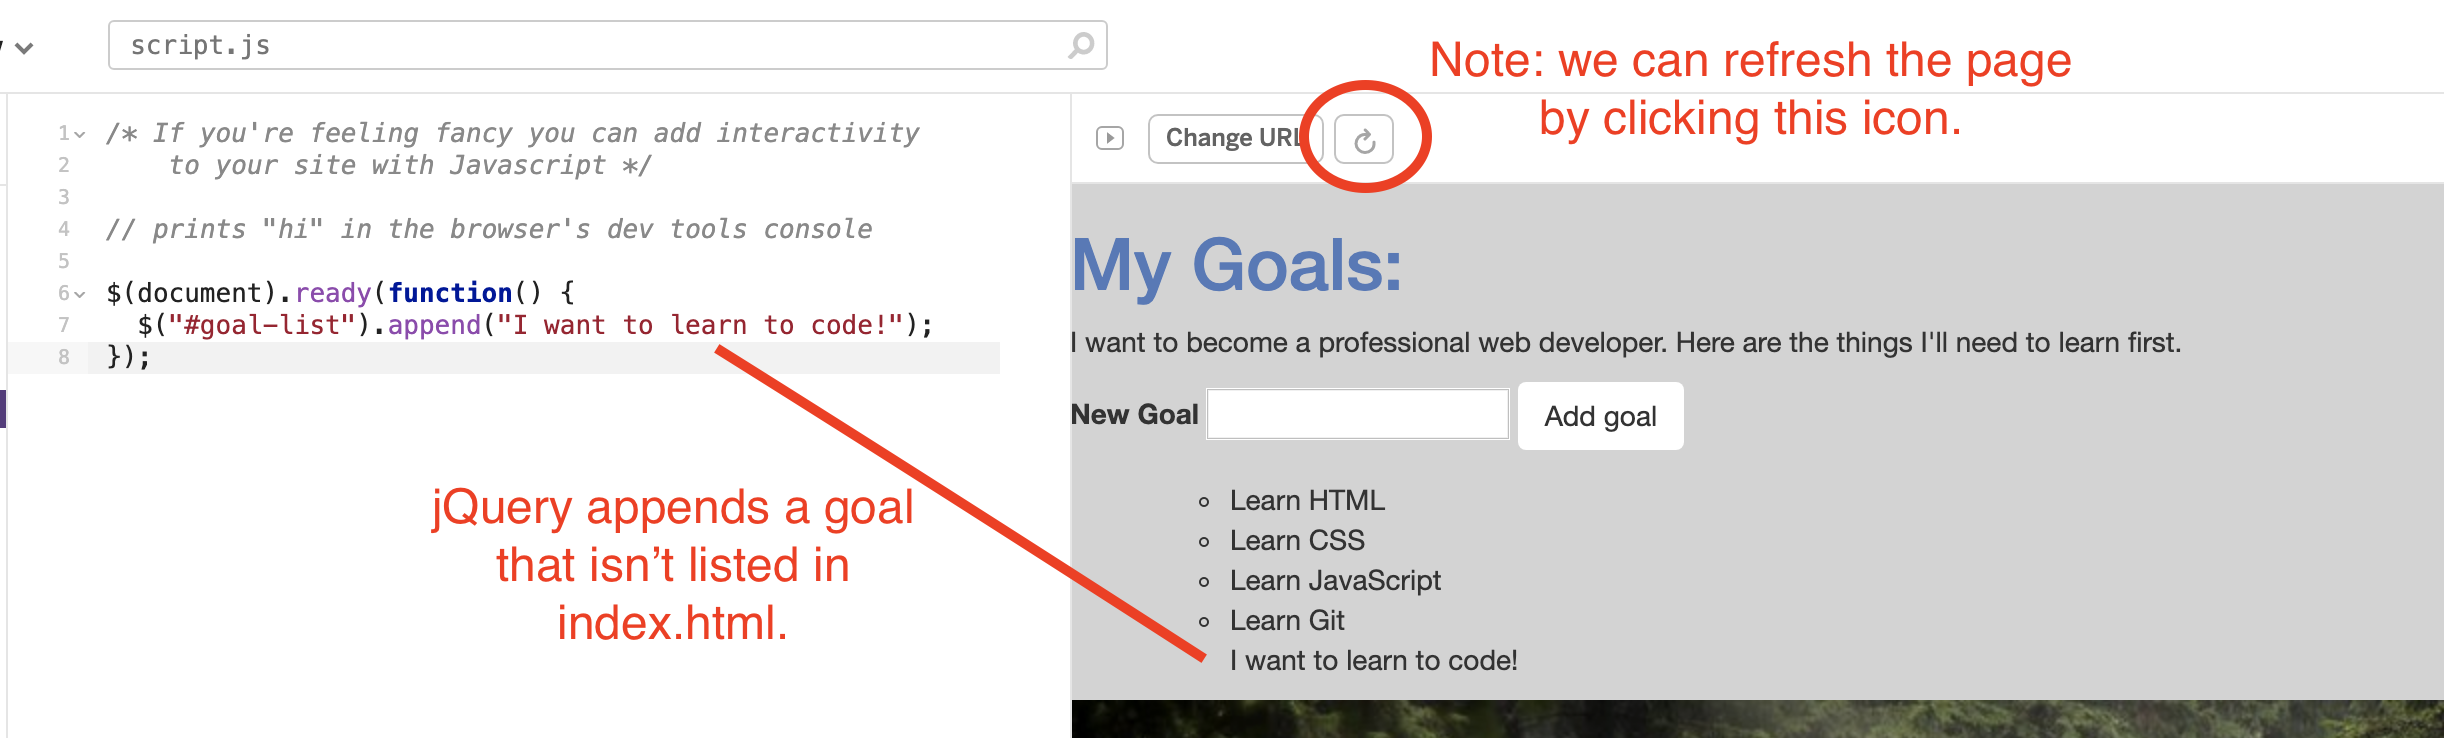 script.js
Note: we can refresh the page
by clicking this icon.
1 /* If you're feeling fancy you can add interactivity
2 to your site with Javascript */
3
4 // prints "hi" in the browser's dev tools console
5
6 $(document).ready(function() {
7 $("#goal-list").append("I want to learn to code!");
8 });
jQuery appends a goal
that isn't listed in
index.html.
Change URL
My Goals:
I want to become a professional web developer. Here are the things I'll need to learn first.
New Goal Add goal
Learn HTML
Learn CSS
Learn JavaScript
Learn Git
I want to learn to code!